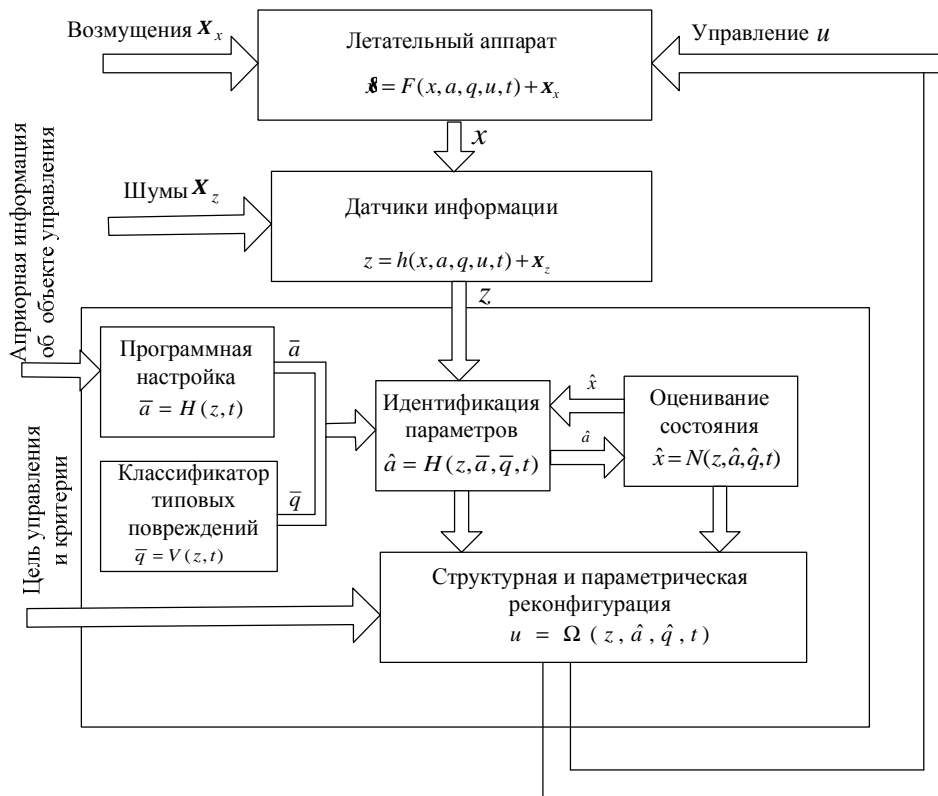 Возмущения X_x
Управление u
Летательный аппарат
ẋ = F(x, a, q, u, t) + x_x
x
Шумы X_z
Датчики информации
z = h(x, a, q, u, t) + x_z
z
Априорная информация
об объекте управления
Программная
настройка
a̅ = H(z, t)
a̅
Классификатор
типовых
повреждений
q̅ = V(z, t)
q̅
Идентификация
параметров
â = H(z, a̅, q̅, t)
x̂
â
Оценивание
состояния
x̂ = N(z, â, q̂, t)
Цель управления
и критерии
Структурная и параметрическая
реконфигурация
u = Ω (z, â, q̂, t)